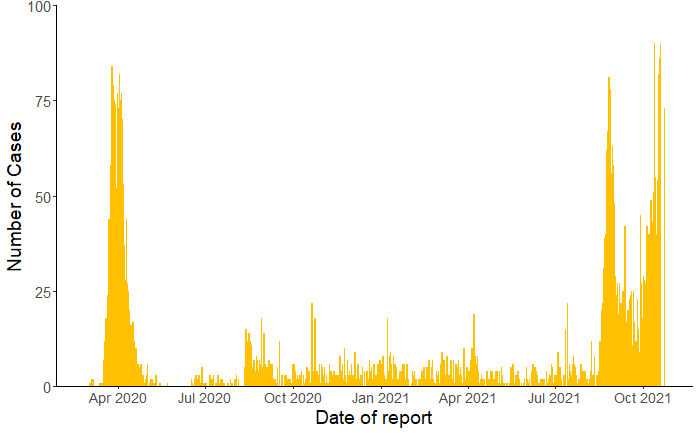 Number of Cases
100
75
50
25
0
Apr 2020 Jul 2020 Oct 2020 Jan 2021 Apr 2021 Jul 2021 Oct 2021
Date of report